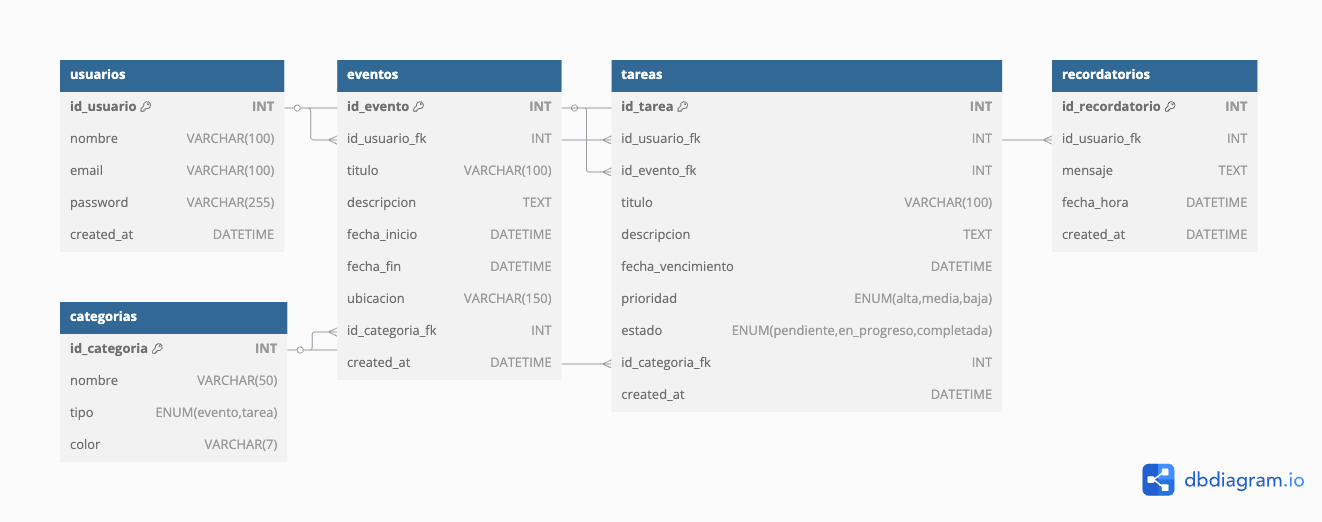 usuarios
id_usuario INT
nombre VARCHAR(100)
email VARCHAR(100)
password VARCHAR(255)
created_at DATETIME
categorias
id_categoria INT
nombre VARCHAR(50)
tipo ENUM(evento,tarea)
color VARCHAR(7)
eventos
id_evento INT
id_usuario_fk INT
titulo VARCHAR(100)
descripcion TEXT
fecha_inicio DATETIME
fecha_fin DATETIME
ubicacion VARCHAR(150)
id_categoria_fk INT
created_at DATETIME
tareas
id_tarea INT
id_usuario_fk INT
id_evento_fk INT
titulo VARCHAR(100)
descripcion TEXT
fecha_vencimiento DATETIME
prioridad ENUM(alta,media,baja)
estado ENUM(pendiente,en_progreso,completada)
id_categoria_fk INT
created_at DATETIME
recordatorios
id_recordatorio INT
id_usuario_fk INT
mensaje TEXT
fecha_hora DATETIME
created_at DATETIME
dbdiagram.io